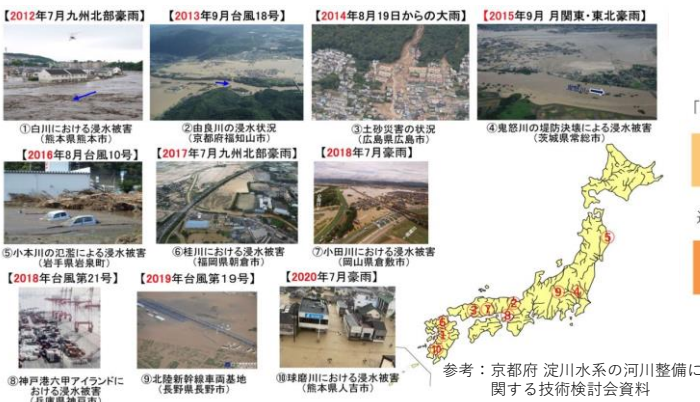 【2012年7月九州北部豪雨】
【2013年9月台風18号】
【2014年8月19日からの大雨】
【2015年9月 月関東・東北豪雨】
①白川における浸水被害
(熊本県熊本市)
②由良川の浸水状況
(京都府福知山市)
③土砂災害の状況
(広島県広島市)
④鬼怒川の堤防決壊による浸水被害
(茨城県常総市)
【2016年8月台風10号】
【2017年7月九州北部豪雨】
【2018年7月豪雨】
⑤小本川の氾濫による浸水被害
(岩手県岩泉町)
⑥桂川における浸水被害
(福岡県朝倉市)
⑦小田川における浸水被害
(岡山県倉敷市)
【2018年台風第21号】
【2019年台風第19号】
【2020年7月豪雨】
⑧神戸港六甲アイランドに
おける浸水被害
(兵庫県神戸市)
⑨北陸新幹線車両基地
(長野県長野市)
⑩球磨川における浸水被害
(熊本県人吉市)
⑤
⑨ ④
③ ⑦ ② ⑧
⑥
①
⑩
参考：京都府 淀川水系の河川整備に
関する技術検討会資料
「